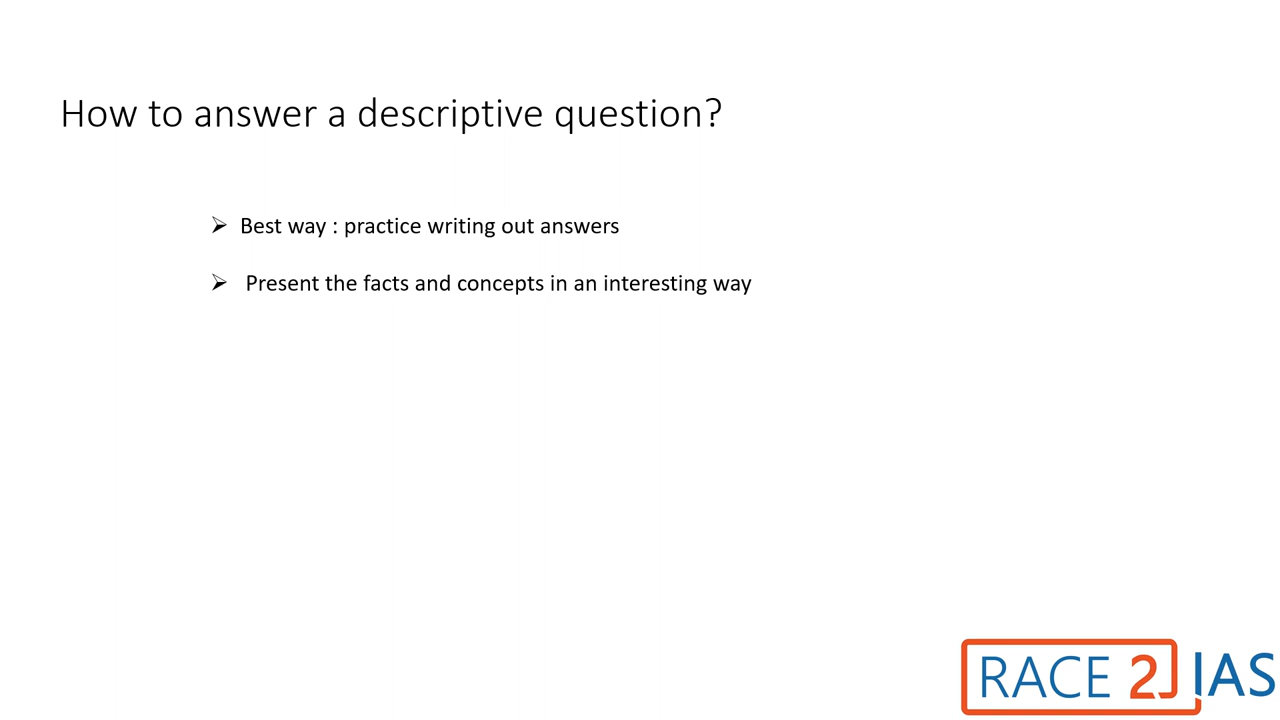 How to answer a descriptive question?
➢ Best way : practice writing out answers
➢ Present the facts and concepts in an interesting way
RACE 2 IAS